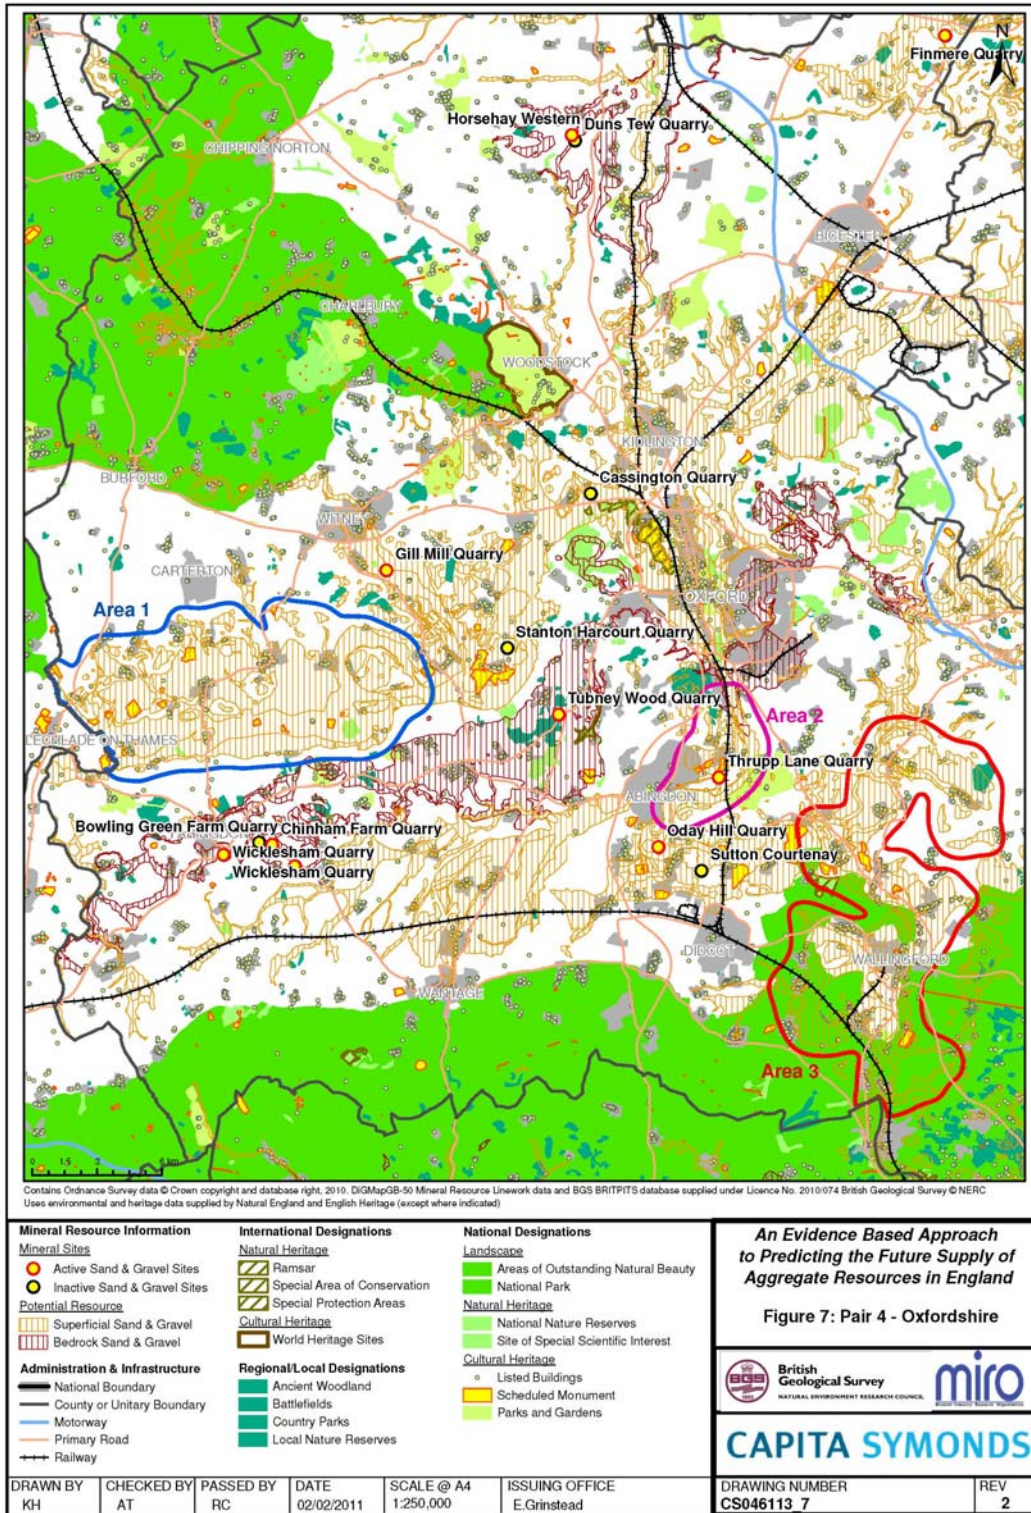 N
Finmere Quarry
Horsehay Western
Duns Tew Quarry
CHIPPING NORTON
BICESTER
CHARLBURY
WOODSTOCK
KIDLINGTON
BURFORD
Cassington Quarry
WITNEY
Gill Mill Quarry
CARTERTON
OXFORD
Area 1
Stanton Harcourt Quarry
Tubney Wood Quarry
Area 2
LECHLADE ON THAMES
Thrupp Lane Quarry
ABINGDON
Bowling Green Farm Quarry
Chinham Farm Quarry
Oday Hill Quarry
Wicklesham Quarry
Sutton Courtenay
Wicklesham Quarry
DIDCOT
WALLINGFORD
WANTAGE
Area 3
0 1.5 3 6 km
Contains Ordnance Survey data © Crown copyright and database right, 2010. DiGMapGB-50 Mineral Resource Linework data and BGS BRITPITS database supplied under Licence No. 2010/074 British Geological Survey © NERC
Uses environmental and heritage data supplied by Natural England and English Heritage (except where indicated)
Mineral Resource Information
Mineral Sites
Active Sand & Gravel Sites
Inactive Sand & Gravel Sites
Potential Resource
Superficial Sand & Gravel
Bedrock Sand & Gravel
Administration & Infrastructure
National Boundary
County or Unitary Boundary
Motorway
Primary Road
Railway
International Designations
Natural Heritage
Ramsar
Special Area of Conservation
Special Protection Areas
Cultural Heritage
World Heritage Sites
Regional/Local Designations
Ancient Woodland
Battlefields
Country Parks
Local Nature Reserves
National Designations
Landscape
Areas of Outstanding Natural Beauty
National Park
Natural Heritage
National Nature Reserves
Site of Special Scientific Interest
Cultural Heritage
Listed Buildings
Scheduled Monument
Parks and Gardens
An Evidence Based Approach
to Predicting the Future Supply of
Aggregate Resources in England
Figure 7: Pair 4 - Oxfordshire
BGS
British
Geological Survey
NATURAL ENVIRONMENT RESEARCH COUNCIL
miro
CAPITA SYMONDS
DRAWN BY
KH
CHECKED BY
AT
PASSED BY
RC
DATE
02/02/2011
SCALE @ A4
1:250,000
ISSUING OFFICE
E.Grinstead
DRAWING NUMBER
CS046113_7
REV
2